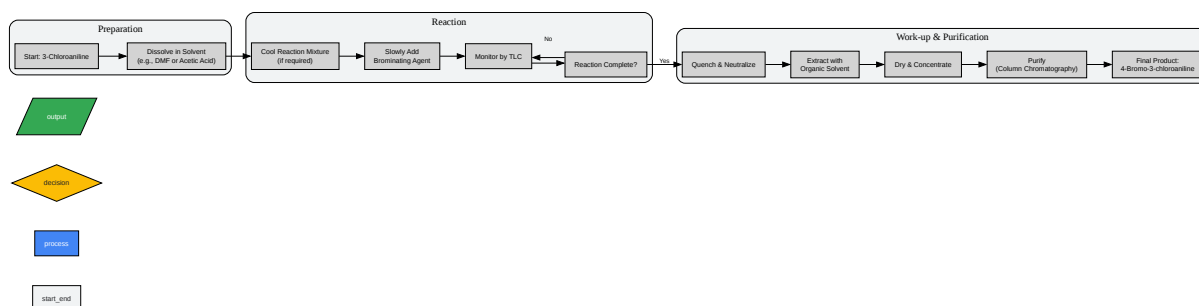 Preparation
Start: 3-Chloroaniline
Dissolve in Solvent
(e.g., DMF or Acetic Acid)
Reaction
Cool Reaction Mixture
(if required)
Slowly Add
Brominating Agent
Monitor by TLC
No
Reaction Complete?
Yes
Work-up & Purification
Quench & Neutralize
Extract with
Organic Solvent
Dry & Concentrate
Purify
(Column Chromatography)
Final Product:
4-Bromo-3-chloroaniline
output
decision
process
start_end